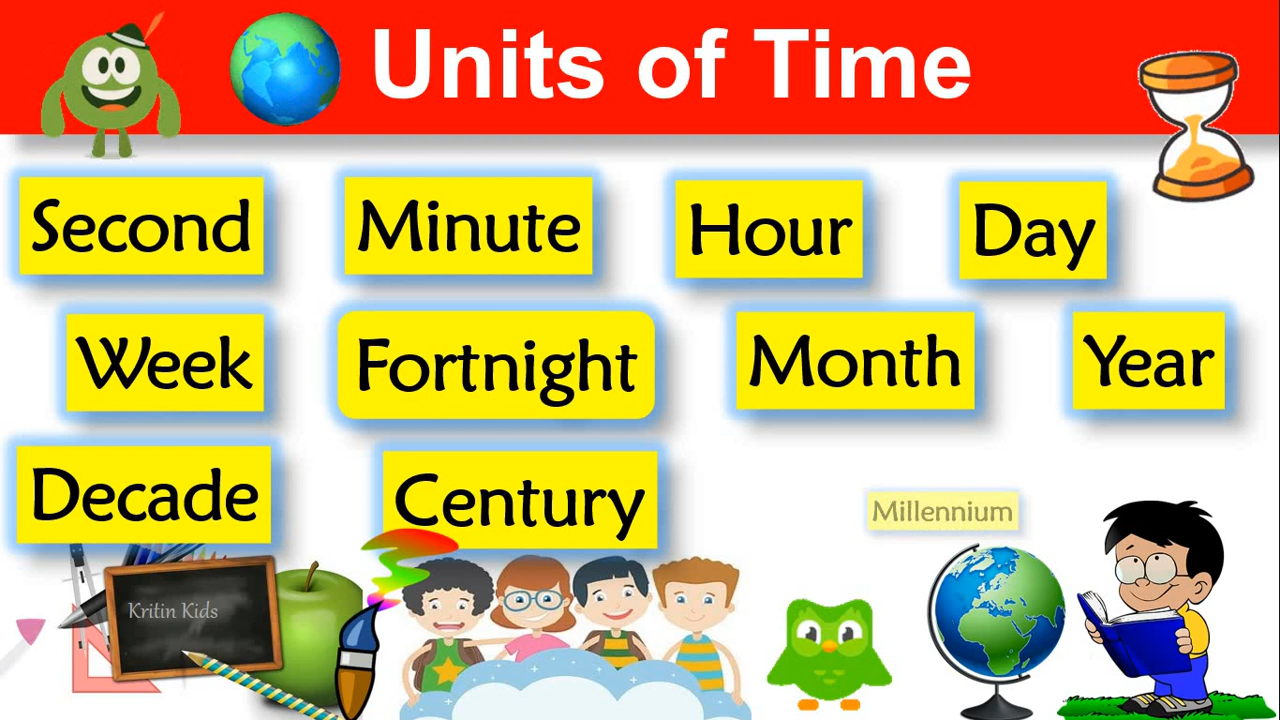 Units of Time
Second Minute Hour Day
Week Fortnight Month Year
Decade Century Millennium
Kritin Kids